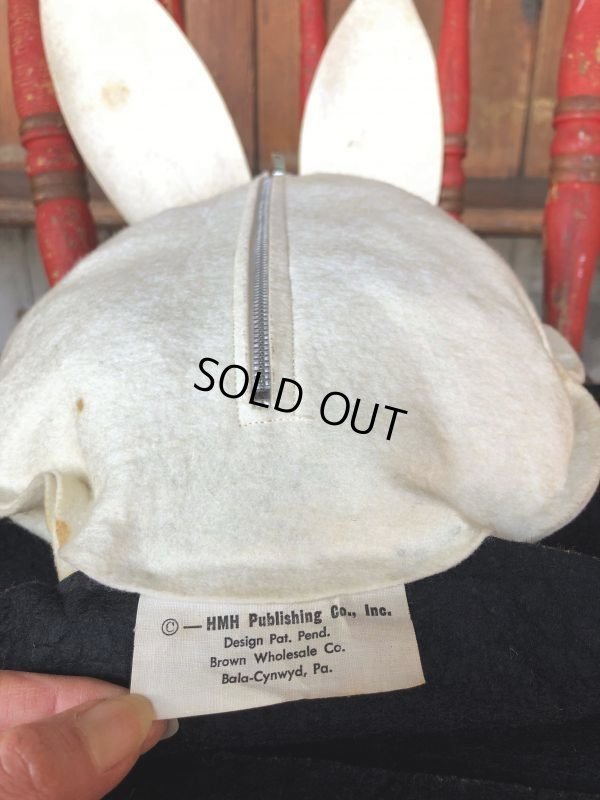 SOLD OUT
© — HMH Publishing Co., Inc.
Design Pat. Pend.
Brown Wholesale Co.
Bala-Cynwyd, Pa.